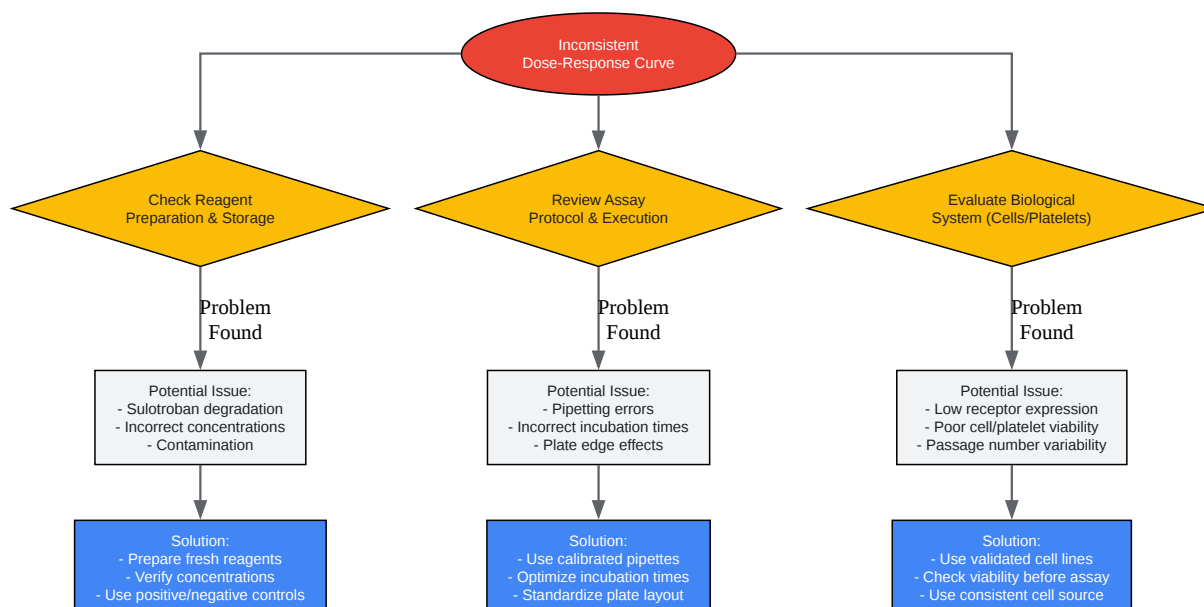 Inconsistent
Dose-Response Curve
Check Reagent
Preparation & Storage
Review Assay
Protocol & Execution
Evaluate Biological
System (Cells/Platelets)
Problem
Found
Problem
Found
Problem
Found
Potential Issue:
- Sulotroban degradation
- Incorrect concentrations
- Contamination
Potential Issue:
- Pipetting errors
- Incorrect incubation times
- Plate edge effects
Potential Issue:
- Low receptor expression
- Poor cell/platelet viability
- Passage number variability
Solution:
- Prepare fresh reagents
- Verify concentrations
- Use positive/negative controls
Solution:
- Use calibrated pipettes
- Optimize incubation times
- Standardize plate layout
Solution:
- Use validated cell lines
- Check viability before assay
- Use consistent cell source